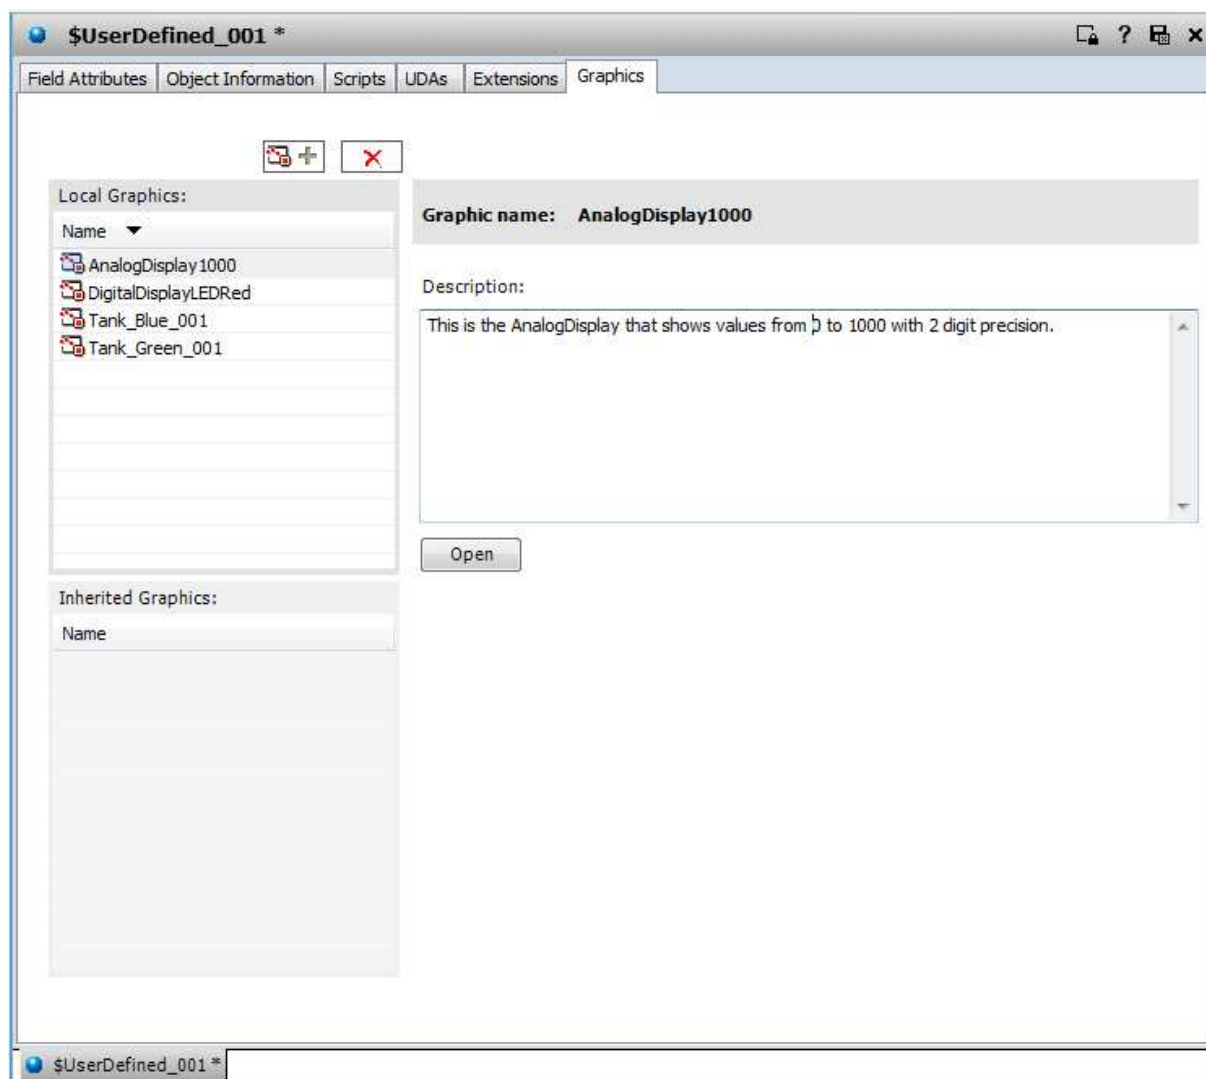 $UserDefined_001 *
?
Field Attributes Object Information Scripts UDAs Extensions Graphics
Local Graphics:
Name
AnalogDisplay1000
DigitalDisplayLEDRed
Tank_Blue_001
Tank_Green_001
Graphic name: AnalogDisplay1000
Description:
This is the AnalogDisplay that shows values from 0 to 1000 with 2 digit precision.
Open
Inherited Graphics:
Name
$UserDefined_001 *